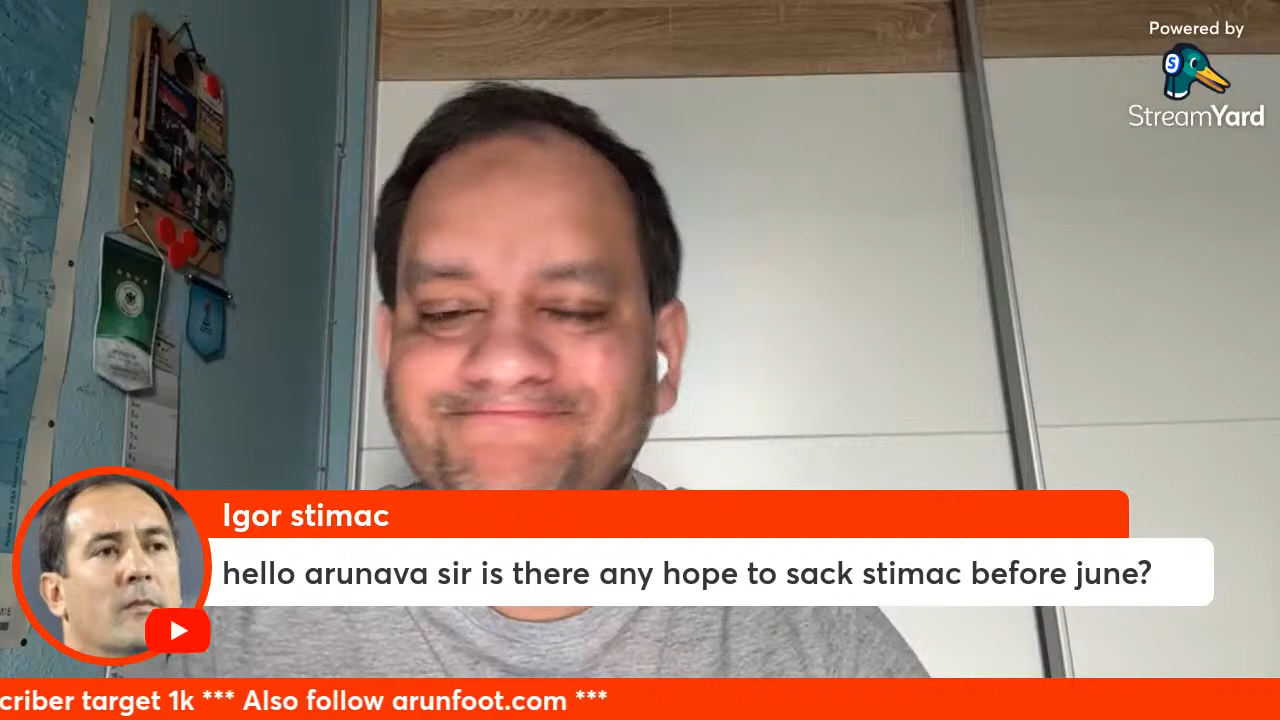 Powered by
StreamYard
Igor stimac
hello arunava sir is there any hope to sack stimac before june?
criber target 1k *** Also follow arunfoot.com ***